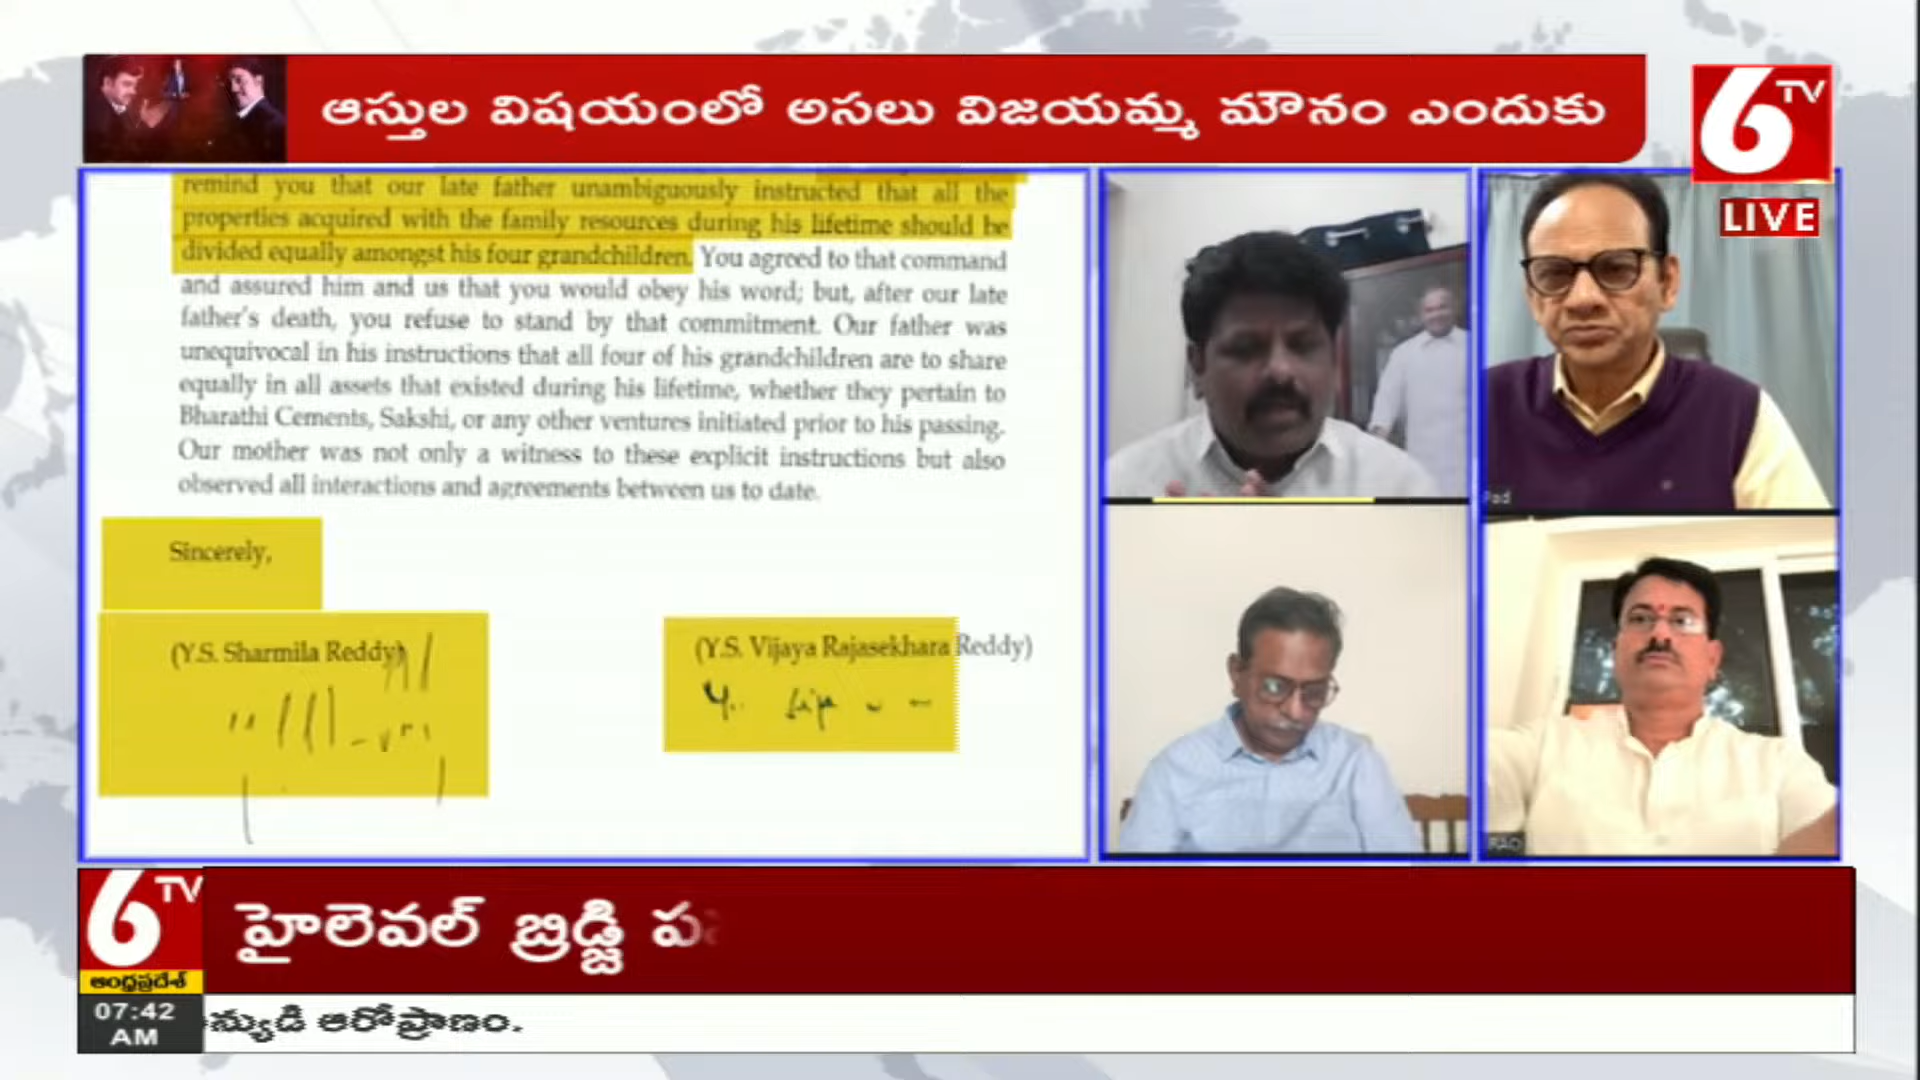 ఆస్తుల విషయంలో అసలు విజయమ్మ మౌనం ఎందుకు
6TV
LIVE
remind you that our late father unambiguously instructed that all the
properties acquired with the family resources during his lifetime should be
divided equally amongst his four grandchildren. You agreed to that command
and assured him and us that you would obey his word; but, after our late
father's death, you refuse to stand by that commitment. Our father was
unequivocal in his instructions that all four of his grandchildren are to share
equally in all assets that existed during his lifetime, whether they pertain to
Bharathi Cements, Sakshi, or any other ventures initiated prior to his passing.
Our mother was not only a witness to these explicit instructions but also
observed all interactions and agreements between us to date.
Sincerely,
(Y.S. Sharmila Reddy)
(Y.S. Vijaya Rajasekhara Reddy)
RAO
6TV
ఆంధ్రప్రదేశ్
హైలెవల్ బ్రిడ్జి
07:42
AM
ఆరోప్రాణం.